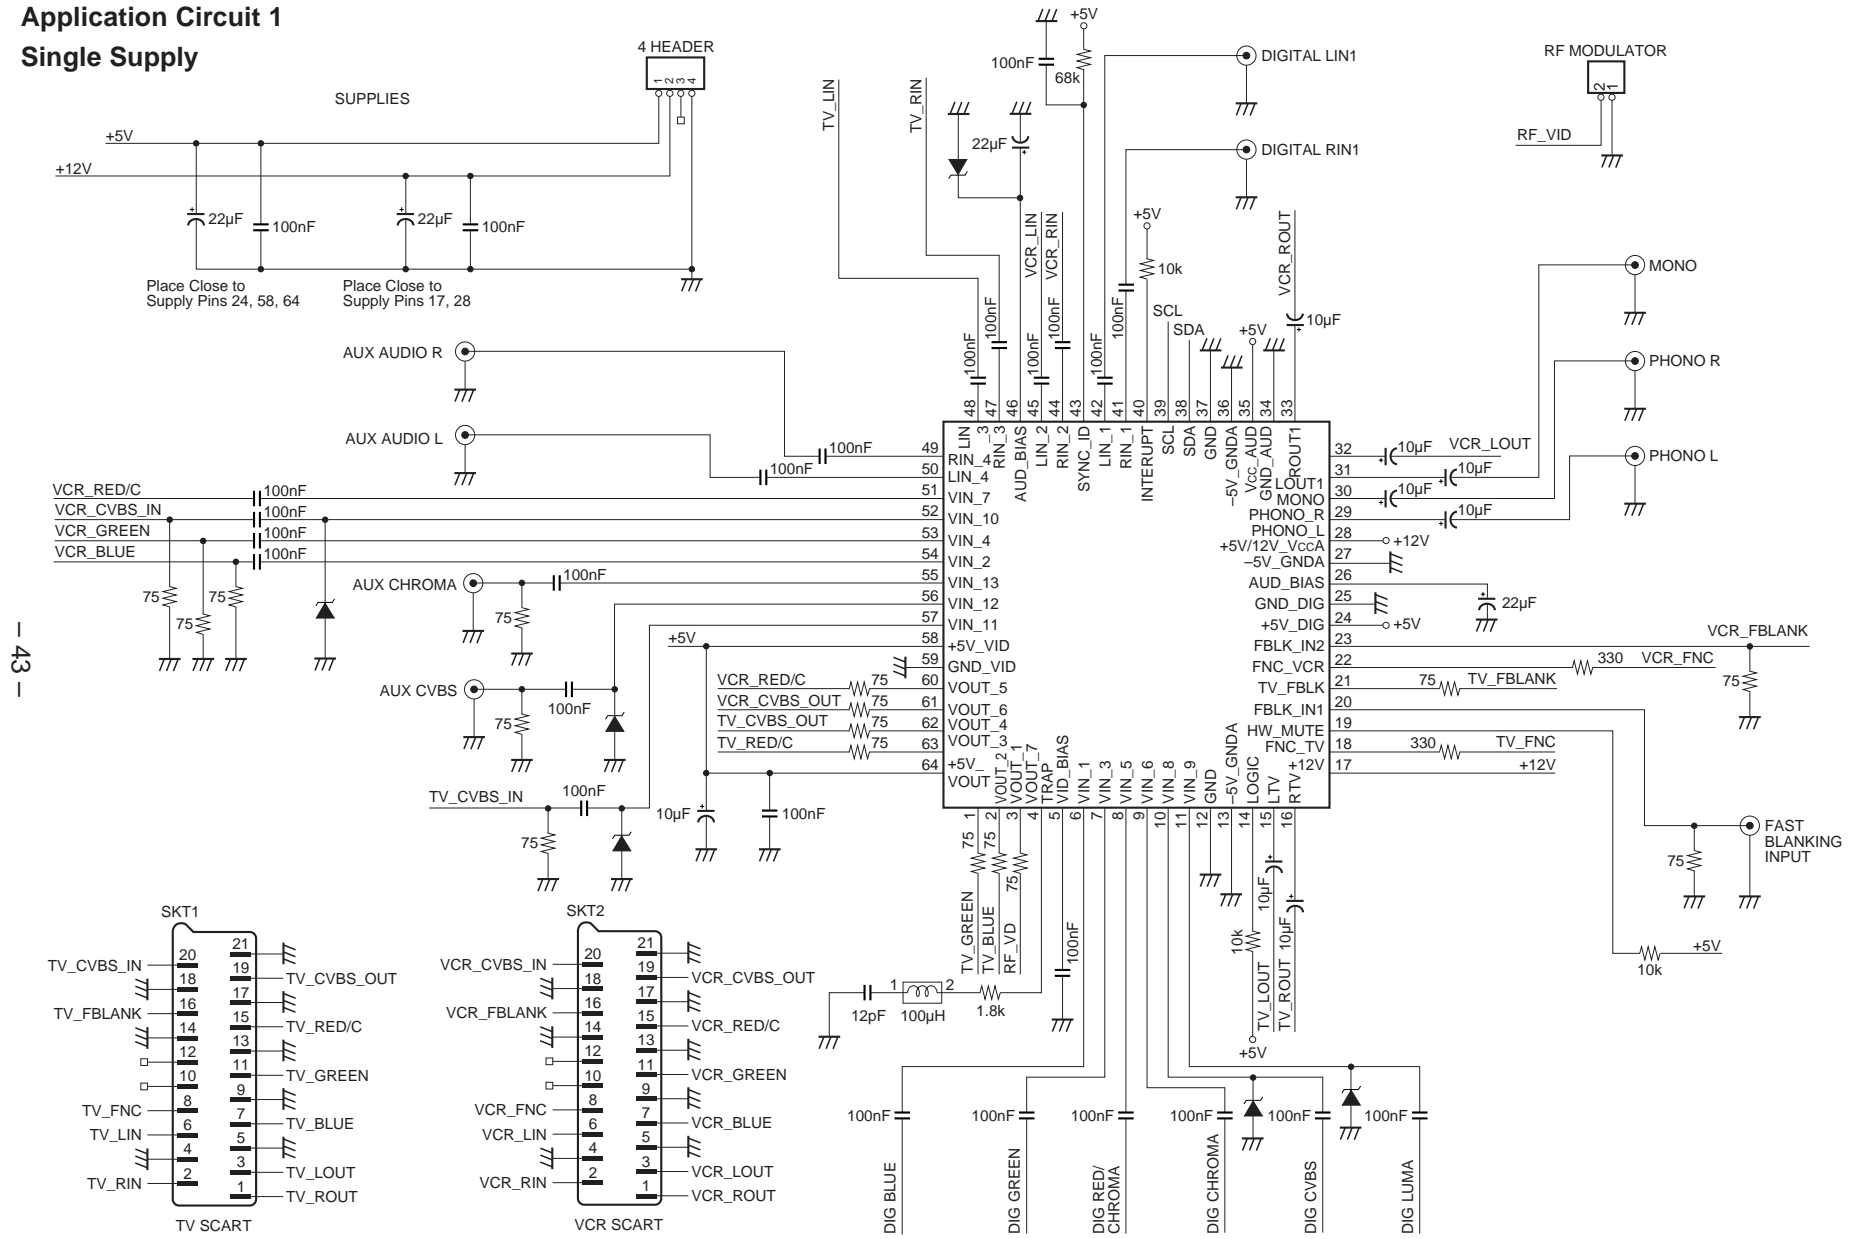 Application Circuit 1
Single Supply
4 HEADER
1 2 3 4
SUPPLIES
+5V
+12V
22µF
100nF
22µF
100nF
Place Close to
Supply Pins 24, 58, 64
Place Close to
Supply Pins 17, 28
+5V
100nF
68k
DIGITAL LIN1
RF MODULATOR
2 1
RF_VID
TV_LIN
TV_RIN
22µF
DIGITAL RIN1
VCR_LIN
VCR_RIN
+5V
10k
VCR_ROUT
10µF
100nF
100nF
100nF
100nF
100nF
100nF
SCL
SDA
+5V
MONO
PHONO R
PHONO L
AUX AUDIO R
AUX AUDIO L
100nF
100nF
48 47 46 45 44 43 42 41 40 39 38 37 36 35 34 33
LIN_3
RIN_3
AUD_BIAS
LIN_2
RIN_2
SYNC_ID
LIN_1
RIN_1
INTERUPT
SCL
SDA
GND
–5V_GNDA
VCC_AUD
GND_AUD
ROUT1
49 RIN_4
50 LIN_4
51 VIN_7
52 VIN_10
53 VIN_4
54 VIN_2
55 VIN_13
56 VIN_12
57 VIN_11
58 +5V_VID
59 GND_VID
60 VOUT_5
61 VOUT_6
62 VOUT_4
63 VOUT_3
64 +5V_
VOUT
32 LOUT1
31 MONO
30 PHONO_R
29 PHONO_L
28 +5V/12V_VCCA
27 –5V_GNDA
26 AUD_BIAS
25 GND_DIG
24 +5V_DIG
23 FBLK_IN2
22 FNC_VCR
21 TV_FBLK
20 FBLK_IN1
19 HW_MUTE
18 FNC_TV
17 +12V
10µF
VCR_LOUT
10µF
10µF
10µF
+12V
22µF
+5V
VCR_FBLANK
330
VCR_FNC
75
75
TV_FBLANK
330
TV_FNC
+12V
75
FAST
BLANKING
INPUT
10k
+5V
VCR_RED/C
100nF
VCR_CVBS_IN
100nF
VCR_GREEN
100nF
VCR_BLUE
100nF
75
75
75
AUX CHROMA
100nF
75
AUX CVBS
100nF
75
+5V
VCR_RED/C
75
VCR_CVBS_OUT
75
TV_CVBS_OUT
75
TV_RED/C
75
TV_CVBS_IN
100nF
75
10µF
100nF
VOUT_2
VOUT_1
VOUT_7
TRAP
VID_BIAS
VIN_1
VIN_3
VIN_5
VIN_6
VIN_8
VIN_9
GND
–5V_GNDA
LOGIC
LTV
RTV
1 2 3 4 5 6 7 8 9 10 11 12 13 14 15 16
75
75
75
TV_GREEN
TV_BLUE
RF_VD
100nF
12pF
1 2
100µH
1.8k
10k
+5V
10µF
TV_LOUT
10µF
TV_ROUT
100nF
100nF
100nF
100nF
100nF
100nF
DIG BLUE
DIG GREEN
DIG RED/
CHROMA
DIG CHROMA
DIG CVBS
DIG LUMA
SKT1
21
20 TV_CVBS_IN
19 TV_CVBS_OUT
18
17
16 TV_FBLANK
15 TV_RED/C
14
13
12
11 TV_GREEN
10
9
8 TV_FNC
7 TV_BLUE
6 TV_LIN
5
4
3 TV_LOUT
2 TV_RIN
1 TV_ROUT
TV SCART
SKT2
21
20 VCR_CVBS_IN
19 VCR_CVBS_OUT
18
17
16 VCR_FBLANK
15 VCR_RED/C
14
13
12
11 VCR_GREEN
10
9
8 VCR_FNC
7 VCR_BLUE
6 VCR_LIN
5
4
3 VCR_LOUT
2 VCR_RIN
1 VCR_ROUT
VCR SCART
– 43 –